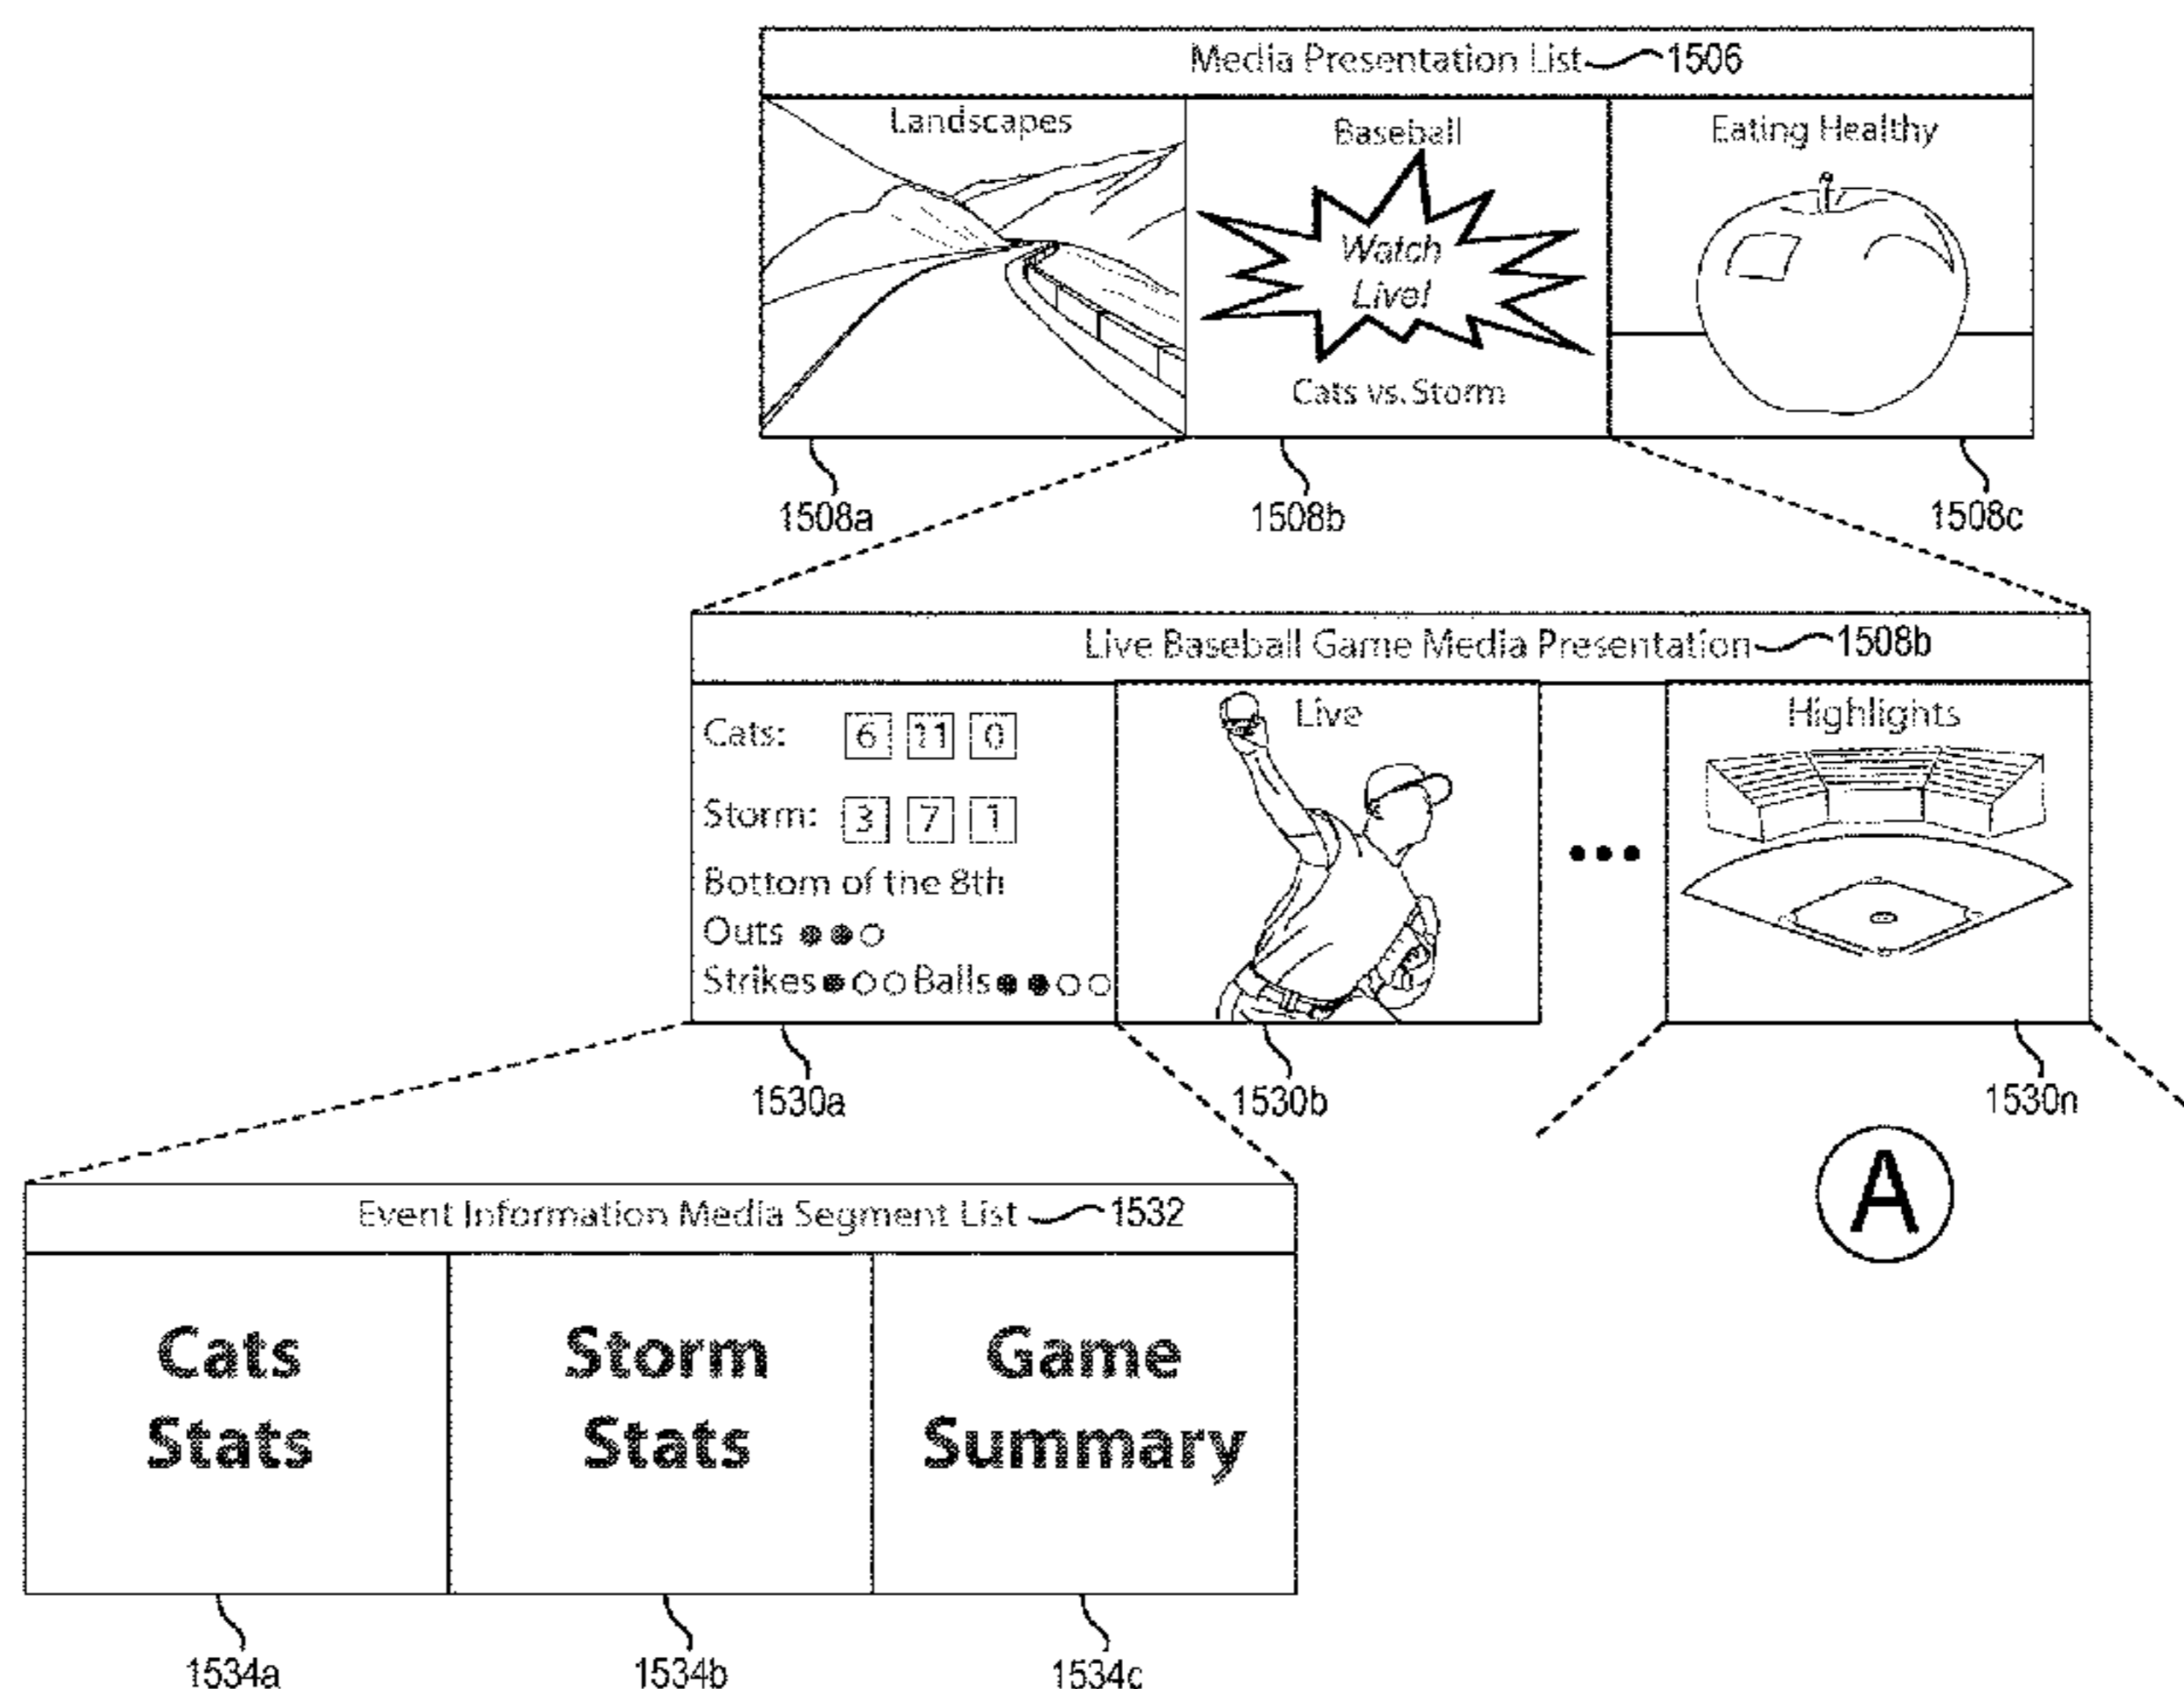 Media Presentation List 1506
Landscapes
Baseball
Eating Healthy
Watch
Live!
Cats vs. Storm
1508a
1508b
1508c
Live Baseball Game Media Presentation 1508b
Cats: 6 11 0
Storm: 3 7 1
Bottom of the 8th
Outs
Strikes Balls
Live
Highlights
1530a
1530b
1530n
A
Event Information Media Segment List 1532
Cats
Stats
Storm
Stats
Game
Summary
1534a
1534b
1534c